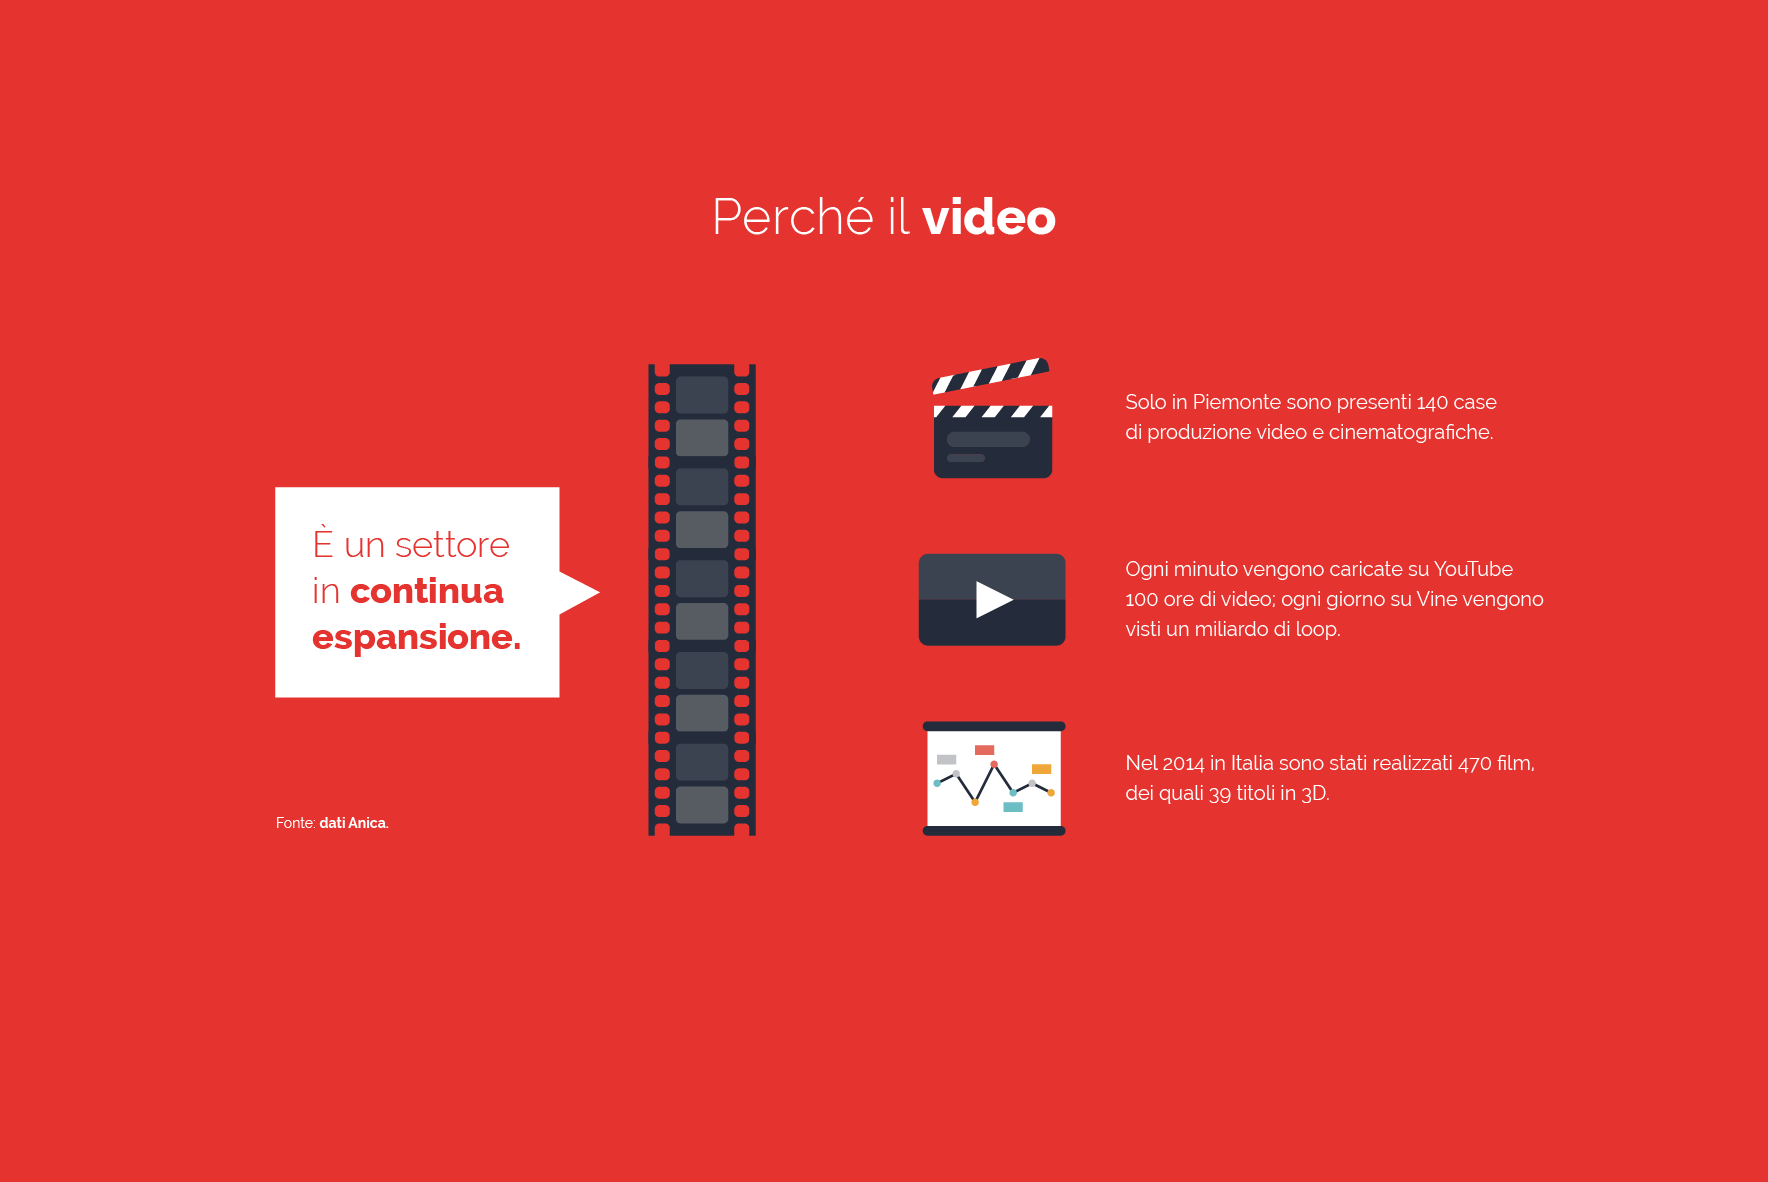 Perché il video
È un settore
in continua
espansione.
Fonte: dati Anica.
Solo in Piemonte sono presenti 140 case
di produzione video e cinematografiche.
Ogni minuto vengono caricate su YouTube
100 ore di video; ogni giorno su Vine vengono
visti un miliardo di loop.
Nel 2014 in Italia sono stati realizzati 470 film,
dei quali 39 titoli in 3D.